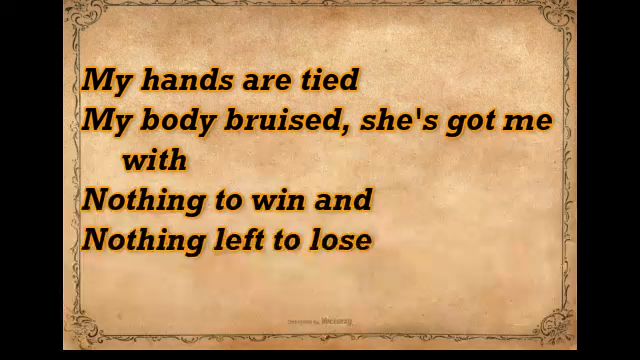 My hands are tied
My body bruised, she's got me
with
Nothing to win and
Nothing left to lose